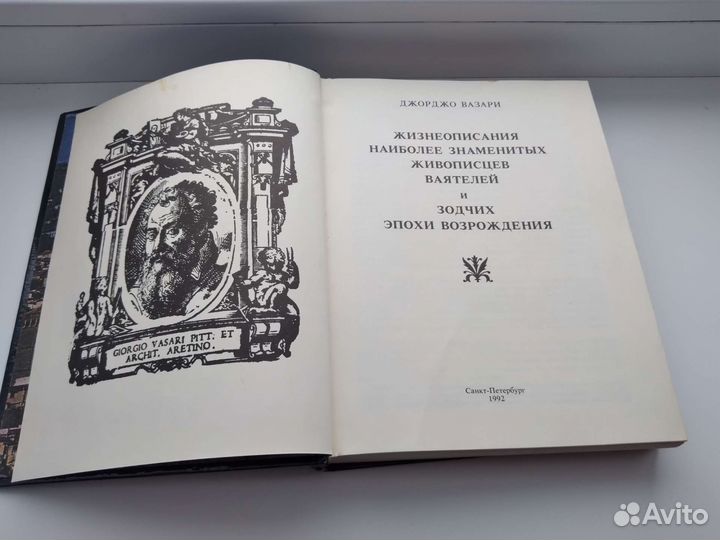 GIORGIO VASARI PITT. ET
ARCHIT. ARETINO.
ДЖОРДЖО ВАЗАРИ
ЖИЗНЕОПИСАНИЯ
НАИБОЛЕЕ ЗНАМЕНИТЫХ
ЖИВОПИСЦЕВ
ВАЯТЕЛЕЙ
и
ЗОДЧИХ
ЭПОХИ ВОЗРОЖДЕНИЯ
Санкт-Петербург
1992
Avito